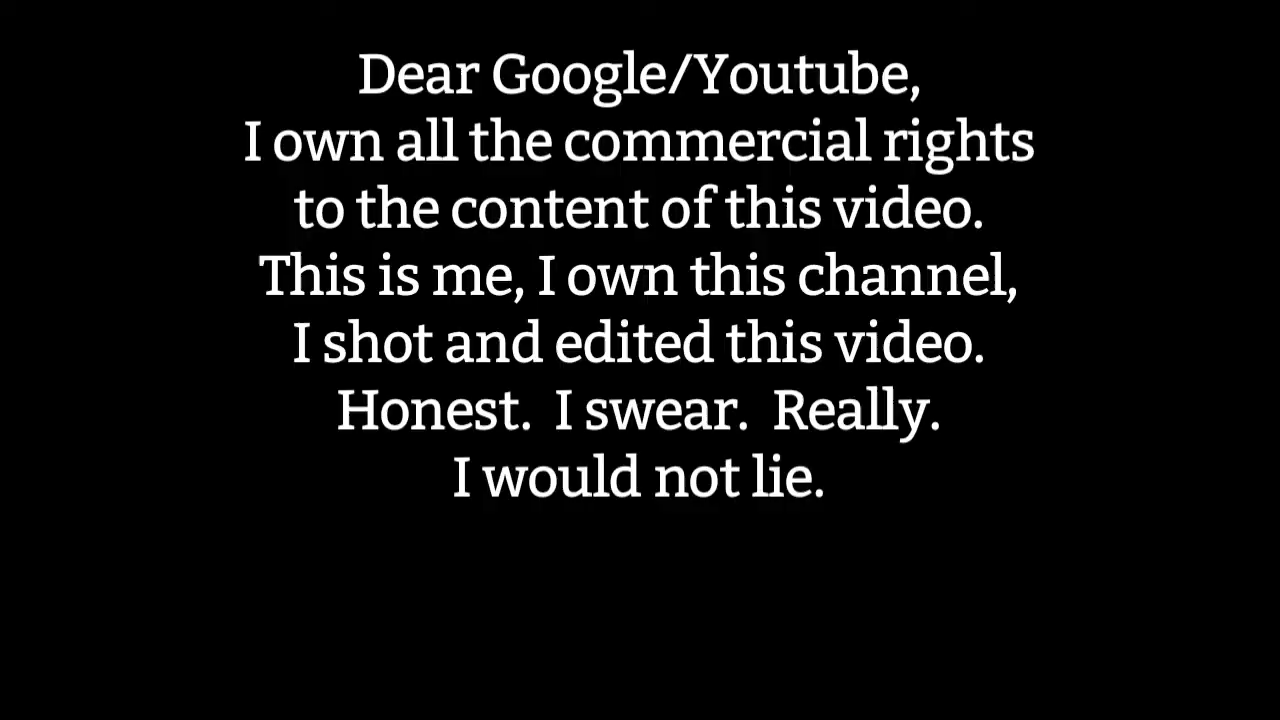 Dear Google/Youtube,
I own all the commercial rights
to the content of this video.
This is me, I own this channel,
I shot and edited this video.
Honest.  I swear.  Really.
I would not lie.